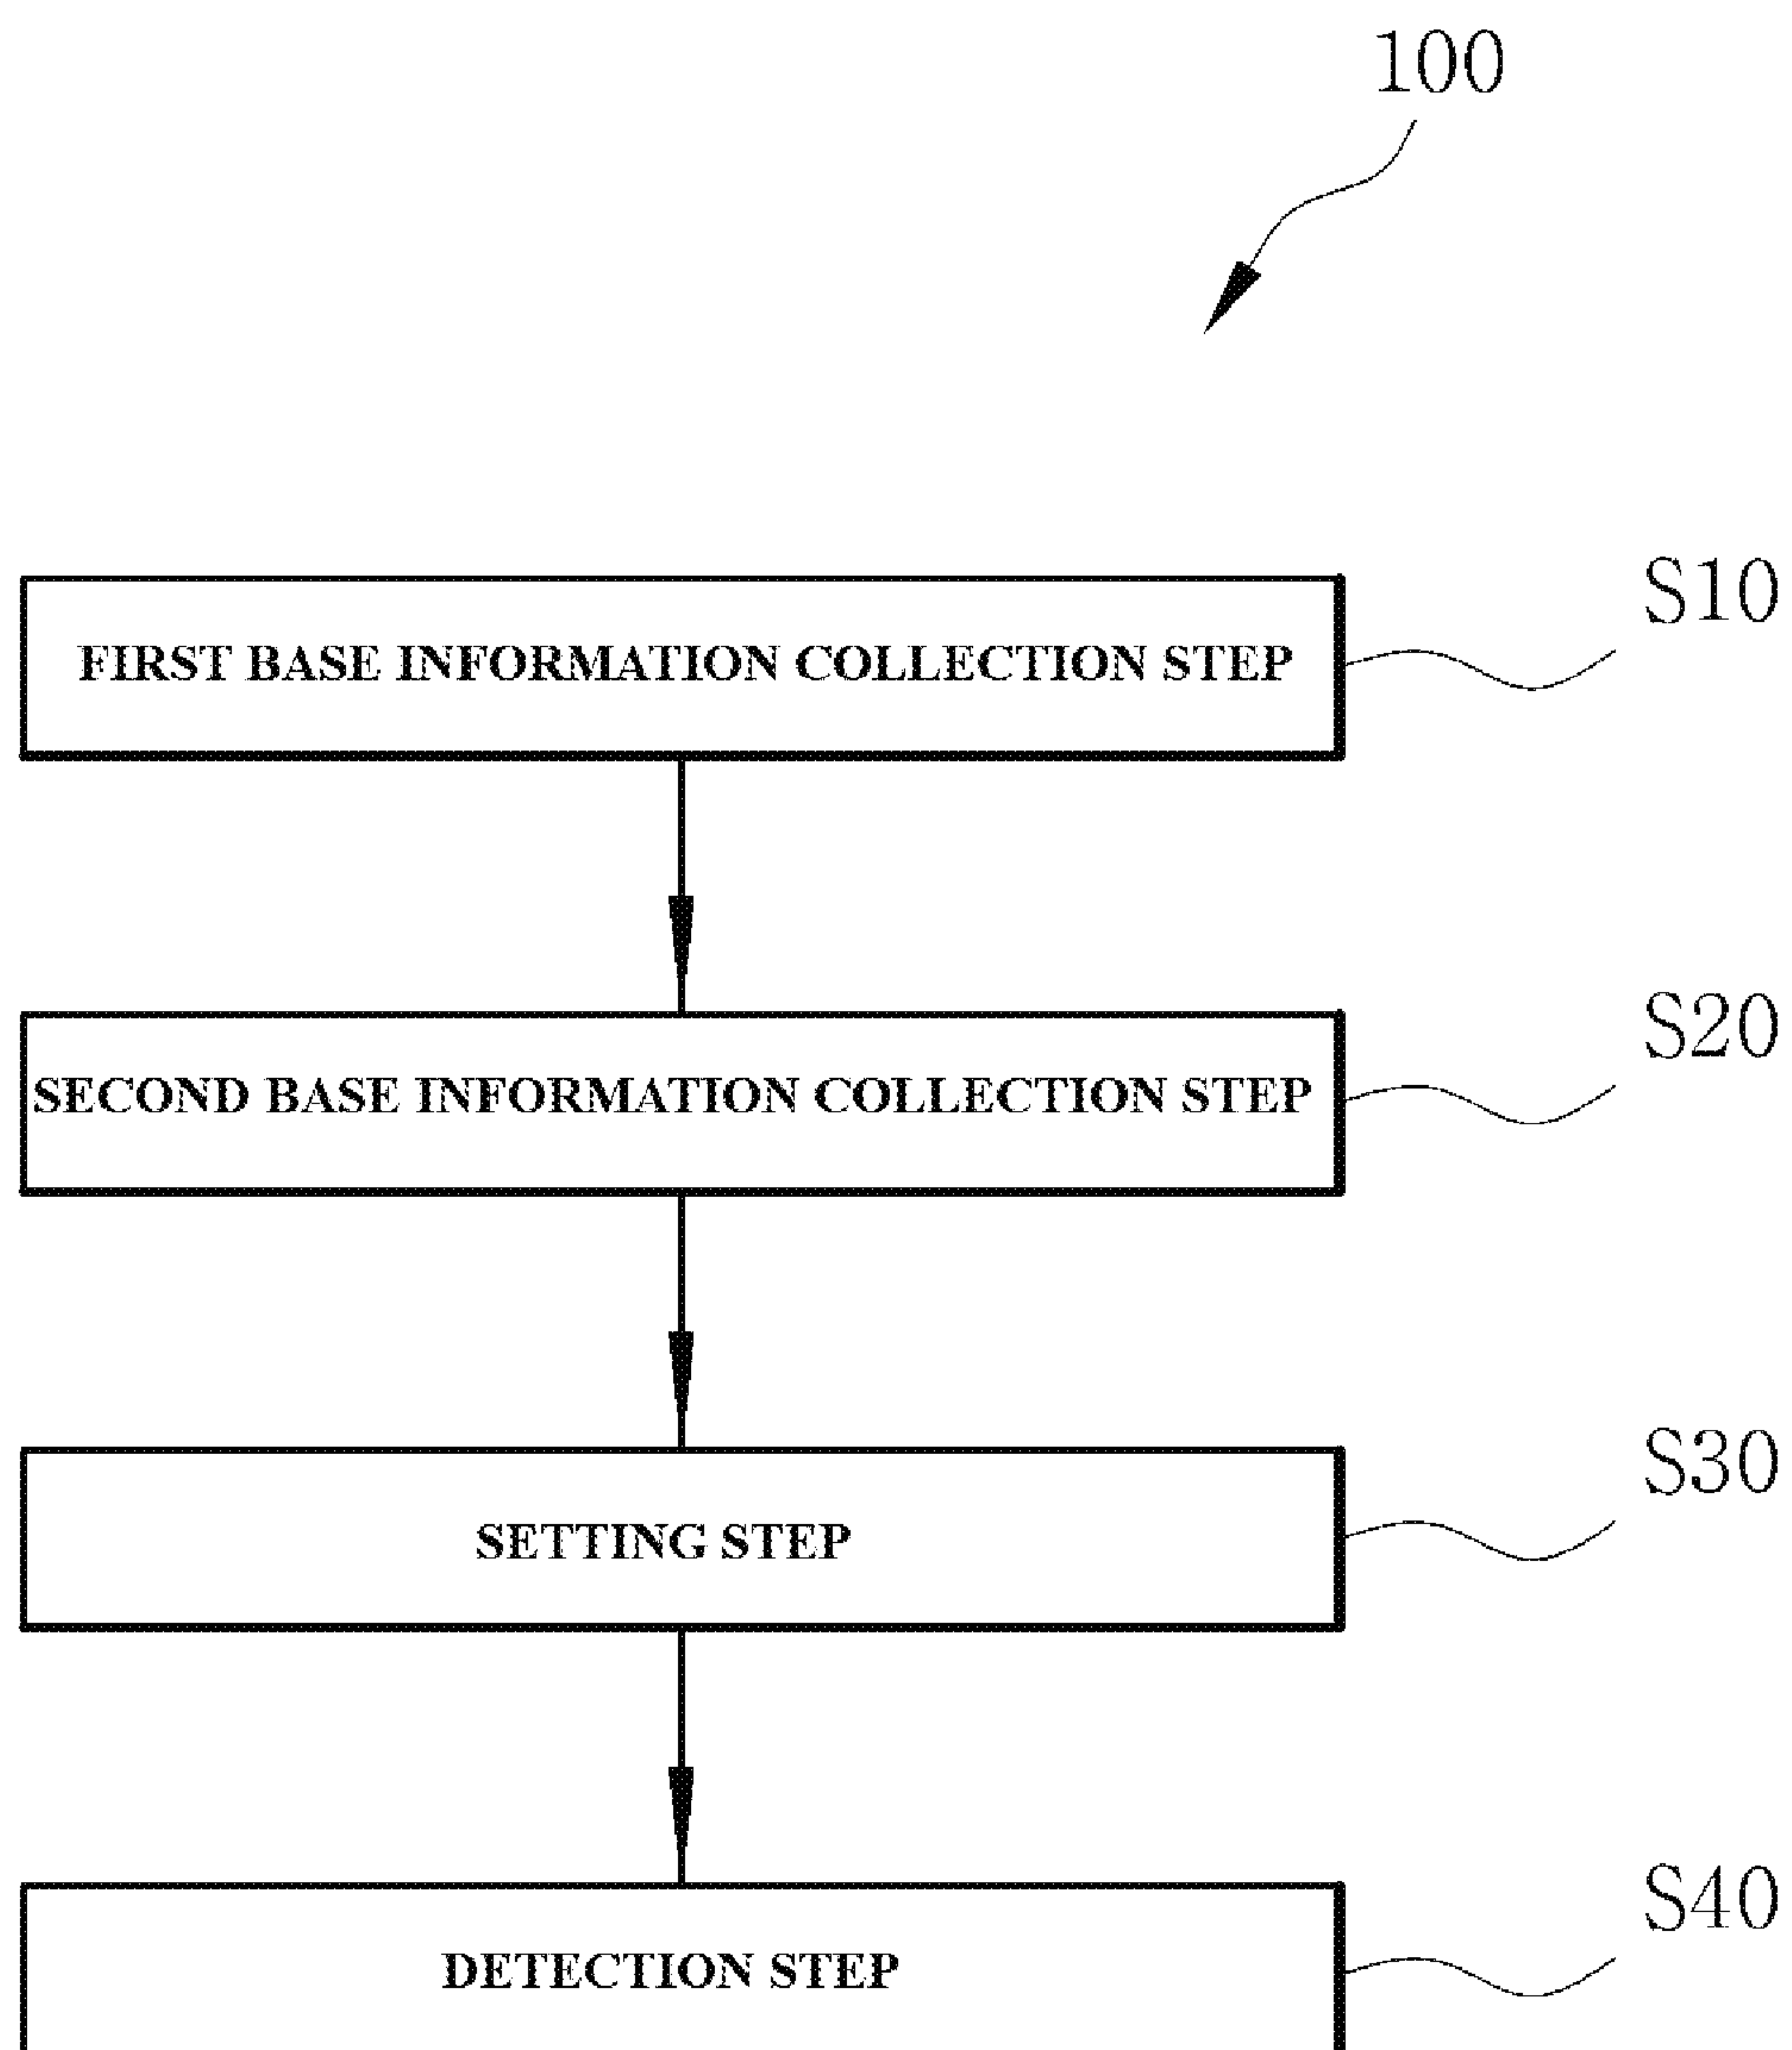 100
FIRST BASE INFORMATION COLLECTION STEP
S10
SECOND BASE INFORMATION COLLECTION STEP
S20
SETTING STEP
S30
DETECTION STEP
S40